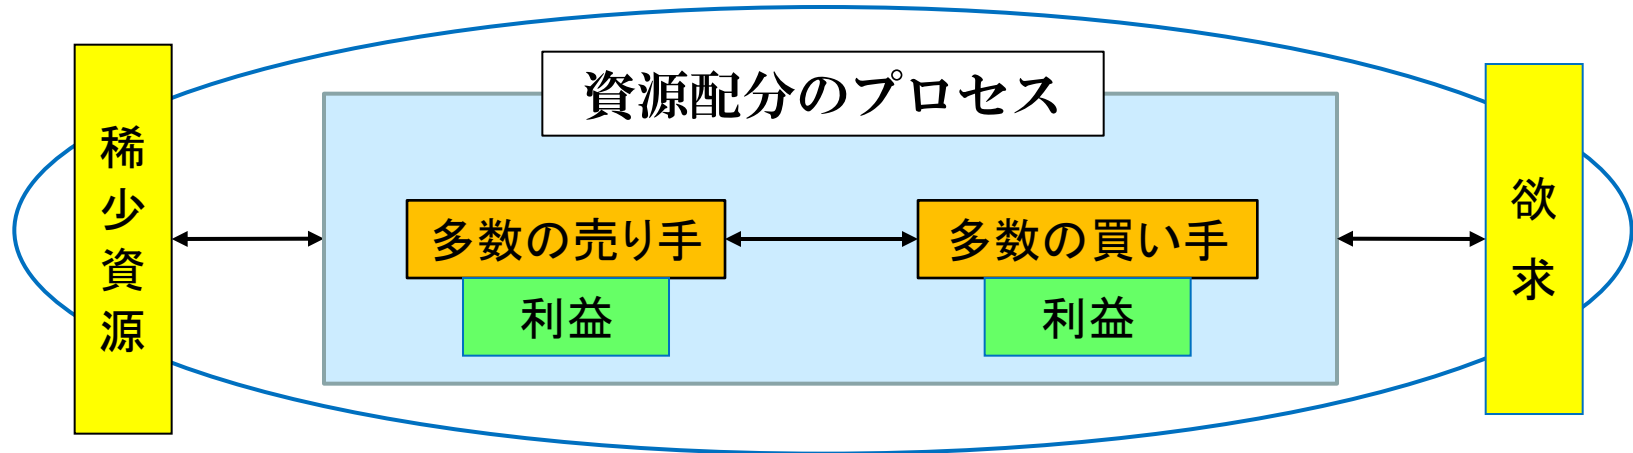 資源配分のプロセス
稀少資源
多数の売り手
多数の買い手
利益
利益
欲求